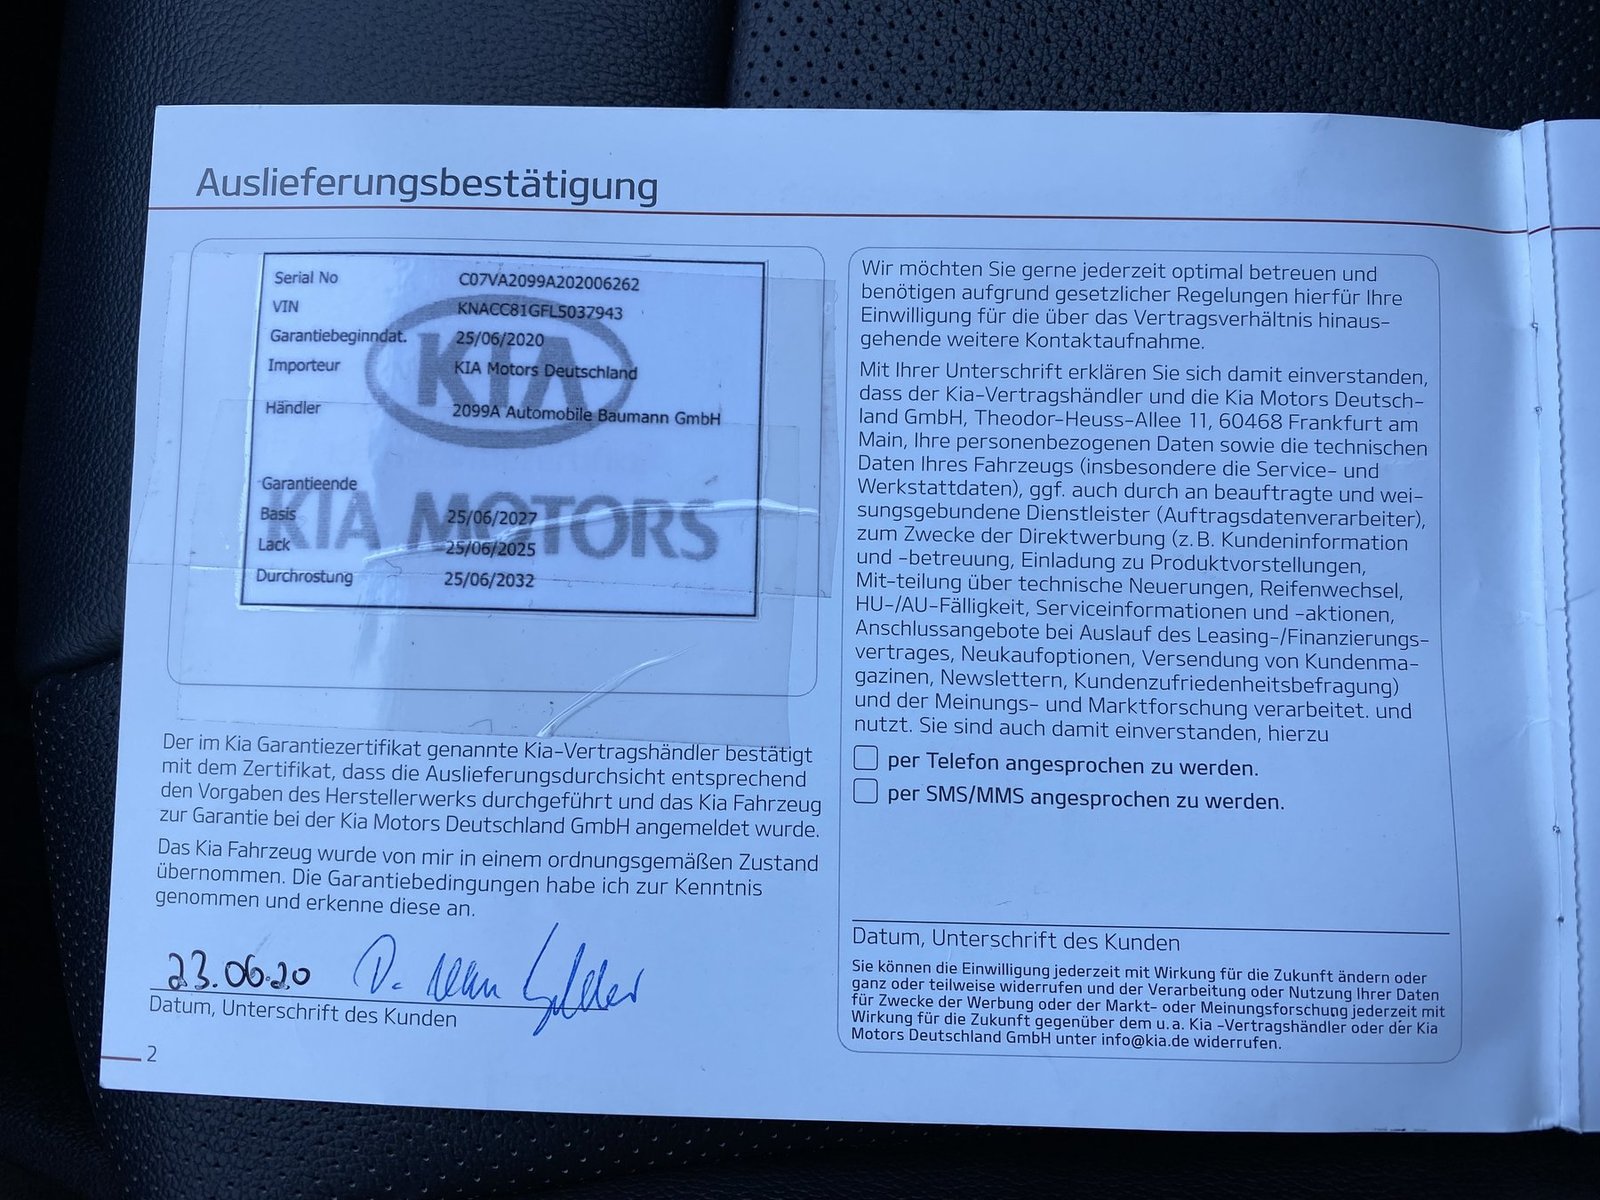 Auslieferungsbestätigung
Serial No C07VA2099A202006262
VIN KNACC81GFL5037943
Garantiebeginndat. 25/06/2020
Importeur KIA Motors Deutschland
Händler 2099A Automobile Baumann GmbH
KIA
Garantieende
KIA MOTORS
Basis 25/06/2027
Lack 25/06/2025
Durchrostung 25/06/2032
Der im Kia Garantiezertifikat genannte Kia-Vertragshändler bestätigt
mit dem Zertifikat, dass die Auslieferungsdurchsicht entsprechend
den Vorgaben des Herstellerwerks durchgeführt und das Kia Fahrzeug
zur Garantie bei der Kia Motors Deutschland GmbH angemeldet wurde.
Das Kia Fahrzeug wurde von mir in einem ordnungsgemäßen Zustand
übernommen. Die Garantiebedingungen habe ich zur Kenntnis
genommen und erkenne diese an.
23.06.20
Datum, Unterschrift des Kunden
2
Wir möchten Sie gerne jederzeit optimal betreuen und
benötigen aufgrund gesetzlicher Regelungen hierfür Ihre
Einwilligung für die über das Vertragsverhältnis hinaus-
gehende weitere Kontaktaufnahme.
Mit Ihrer Unterschrift erklären Sie sich damit einverstanden,
dass der Kia-Vertragshändler und die Kia Motors Deutsch-
land GmbH, Theodor-Heuss-Allee 11, 60468 Frankfurt am
Main, Ihre personenbezogenen Daten sowie die technischen
Daten Ihres Fahrzeugs (insbesondere die Service- und
Werkstattdaten), ggf. auch durch an beauftragte und wei-
sungsgebundene Dienstleister (Auftragsdatenverarbeiter),
zum Zwecke der Direktwerbung (z. B. Kundeninformation
und -betreuung, Einladung zu Produktvorstellungen,
Mit-teilung über technische Neuerungen, Reifenwechsel,
HU-/AU-Fälligkeit, Serviceinformationen und -aktionen,
Anschlussangebote bei Auslauf des Leasing-/Finanzierungs-
vertrages, Neukaufoptionen, Versendung von Kundenma-
gazinen, Newslettern, Kundenzufriedenheitsbefragung)
und der Meinungs- und Marktforschung verarbeitet. und
nutzt. Sie sind auch damit einverstanden, hierzu
per Telefon angesprochen zu werden.
per SMS/MMS angesprochen zu werden.
Datum, Unterschrift des Kunden
Sie können die Einwilligung jederzeit mit Wirkung für die Zukunft ändern oder
ganz oder teilweise widerrufen und der Verarbeitung oder Nutzung Ihrer Daten
für Zwecke der Werbung oder der Markt- oder Meinungsforschung jederzeit mit
Wirkung für die Zukunft gegenüber dem u. a. Kia -Vertragshändler oder der Kia
Motors Deutschland GmbH unter info@kia.de widerrufen.